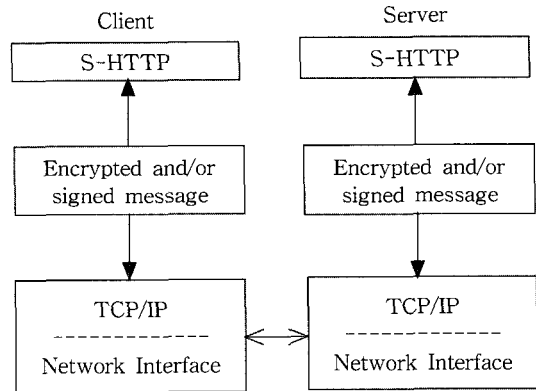 Client
Server
S-HTTP
S-HTTP
Encrypted and/or
signed message
Encrypted and/or
signed message
TCP/IP
Network Interface
TCP/IP
Network Interface